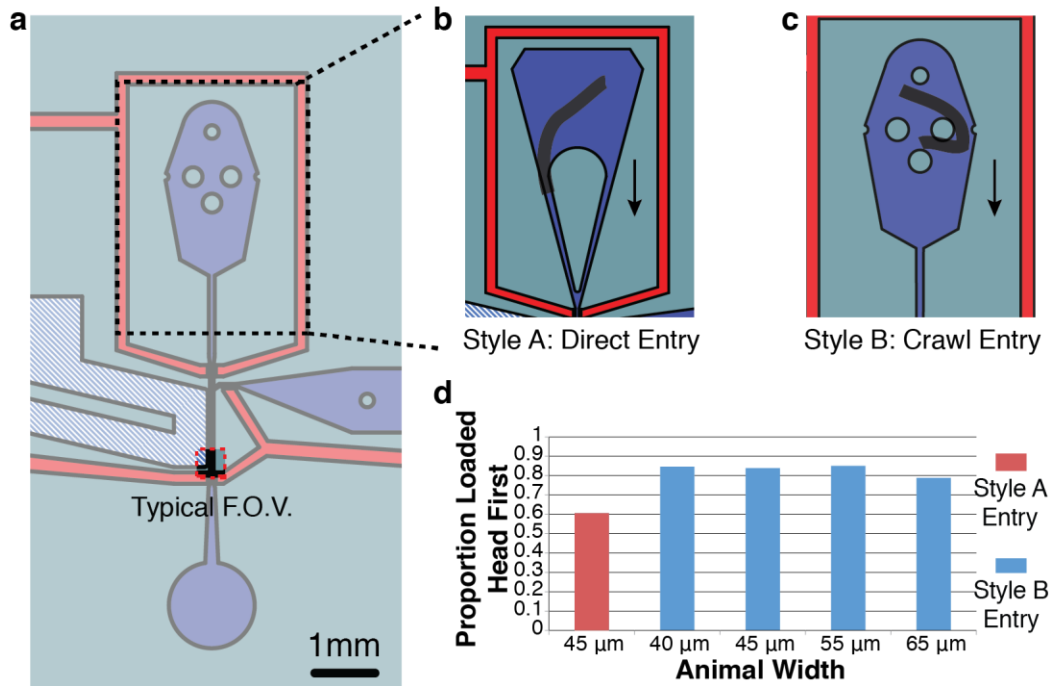 a
Typical F.O.V.
1mm
b
Style A: Direct Entry
c
Style B: Crawl Entry
d
Proportion Loaded
Head First
1
0.9
0.8
0.7
0.6
0.5
0.4
0.3
0.2
0.1
0
45 µm
40 µm
45 µm
55 µm
65 µm
Animal Width
Style A
Entry
Style B
Entry